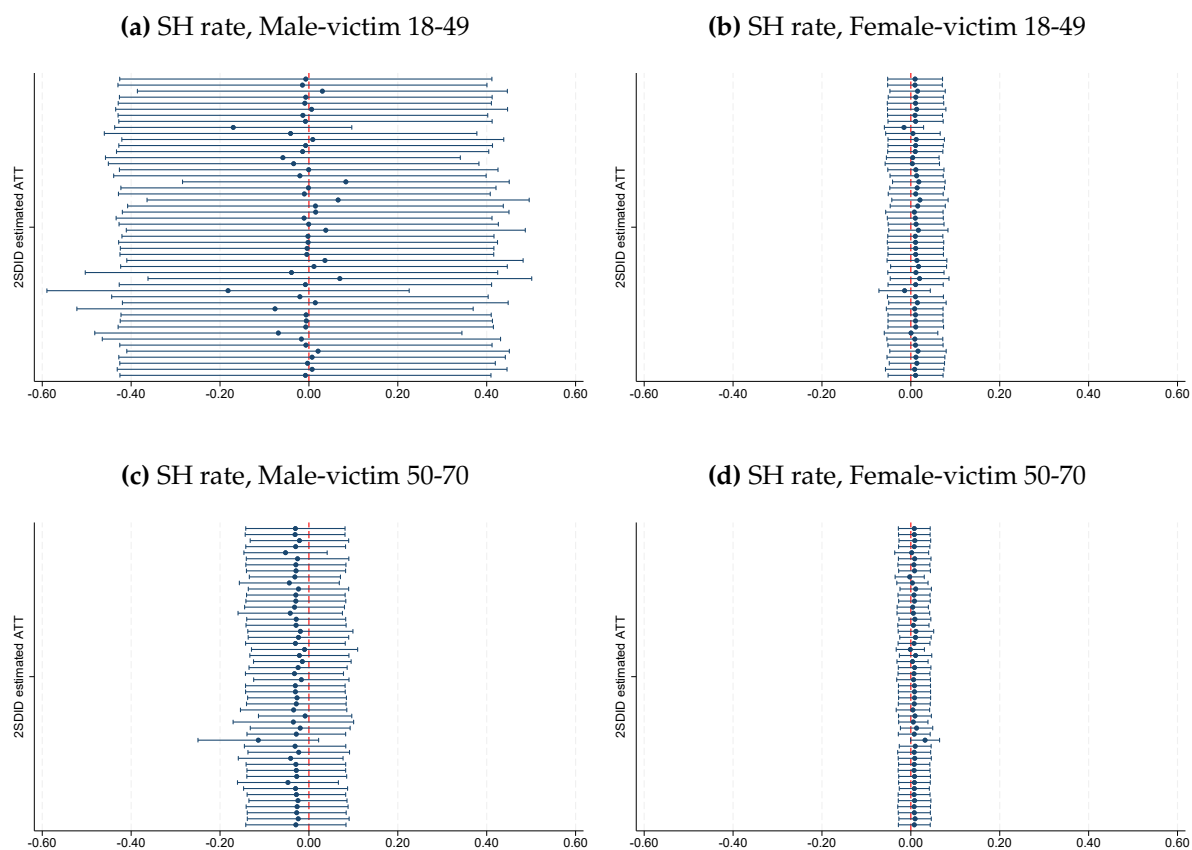 (a) SH rate, Male-victim 18-49
(b) SH rate, Female-victim 18-49
2SDID estimated ATT
-0.60 -0.40 -0.20 0.00 0.20 0.40 0.60
2SDID estimated ATT
-0.60 -0.40 -0.20 0.00 0.20 0.40 0.60
(c) SH rate, Male-victim 50-70
(d) SH rate, Female-victim 50-70
2SDID estimated ATT
-0.60 -0.40 -0.20 0.00 0.20 0.40 0.60
2SDID estimated ATT
-0.60 -0.40 -0.20 0.00 0.20 0.40 0.60